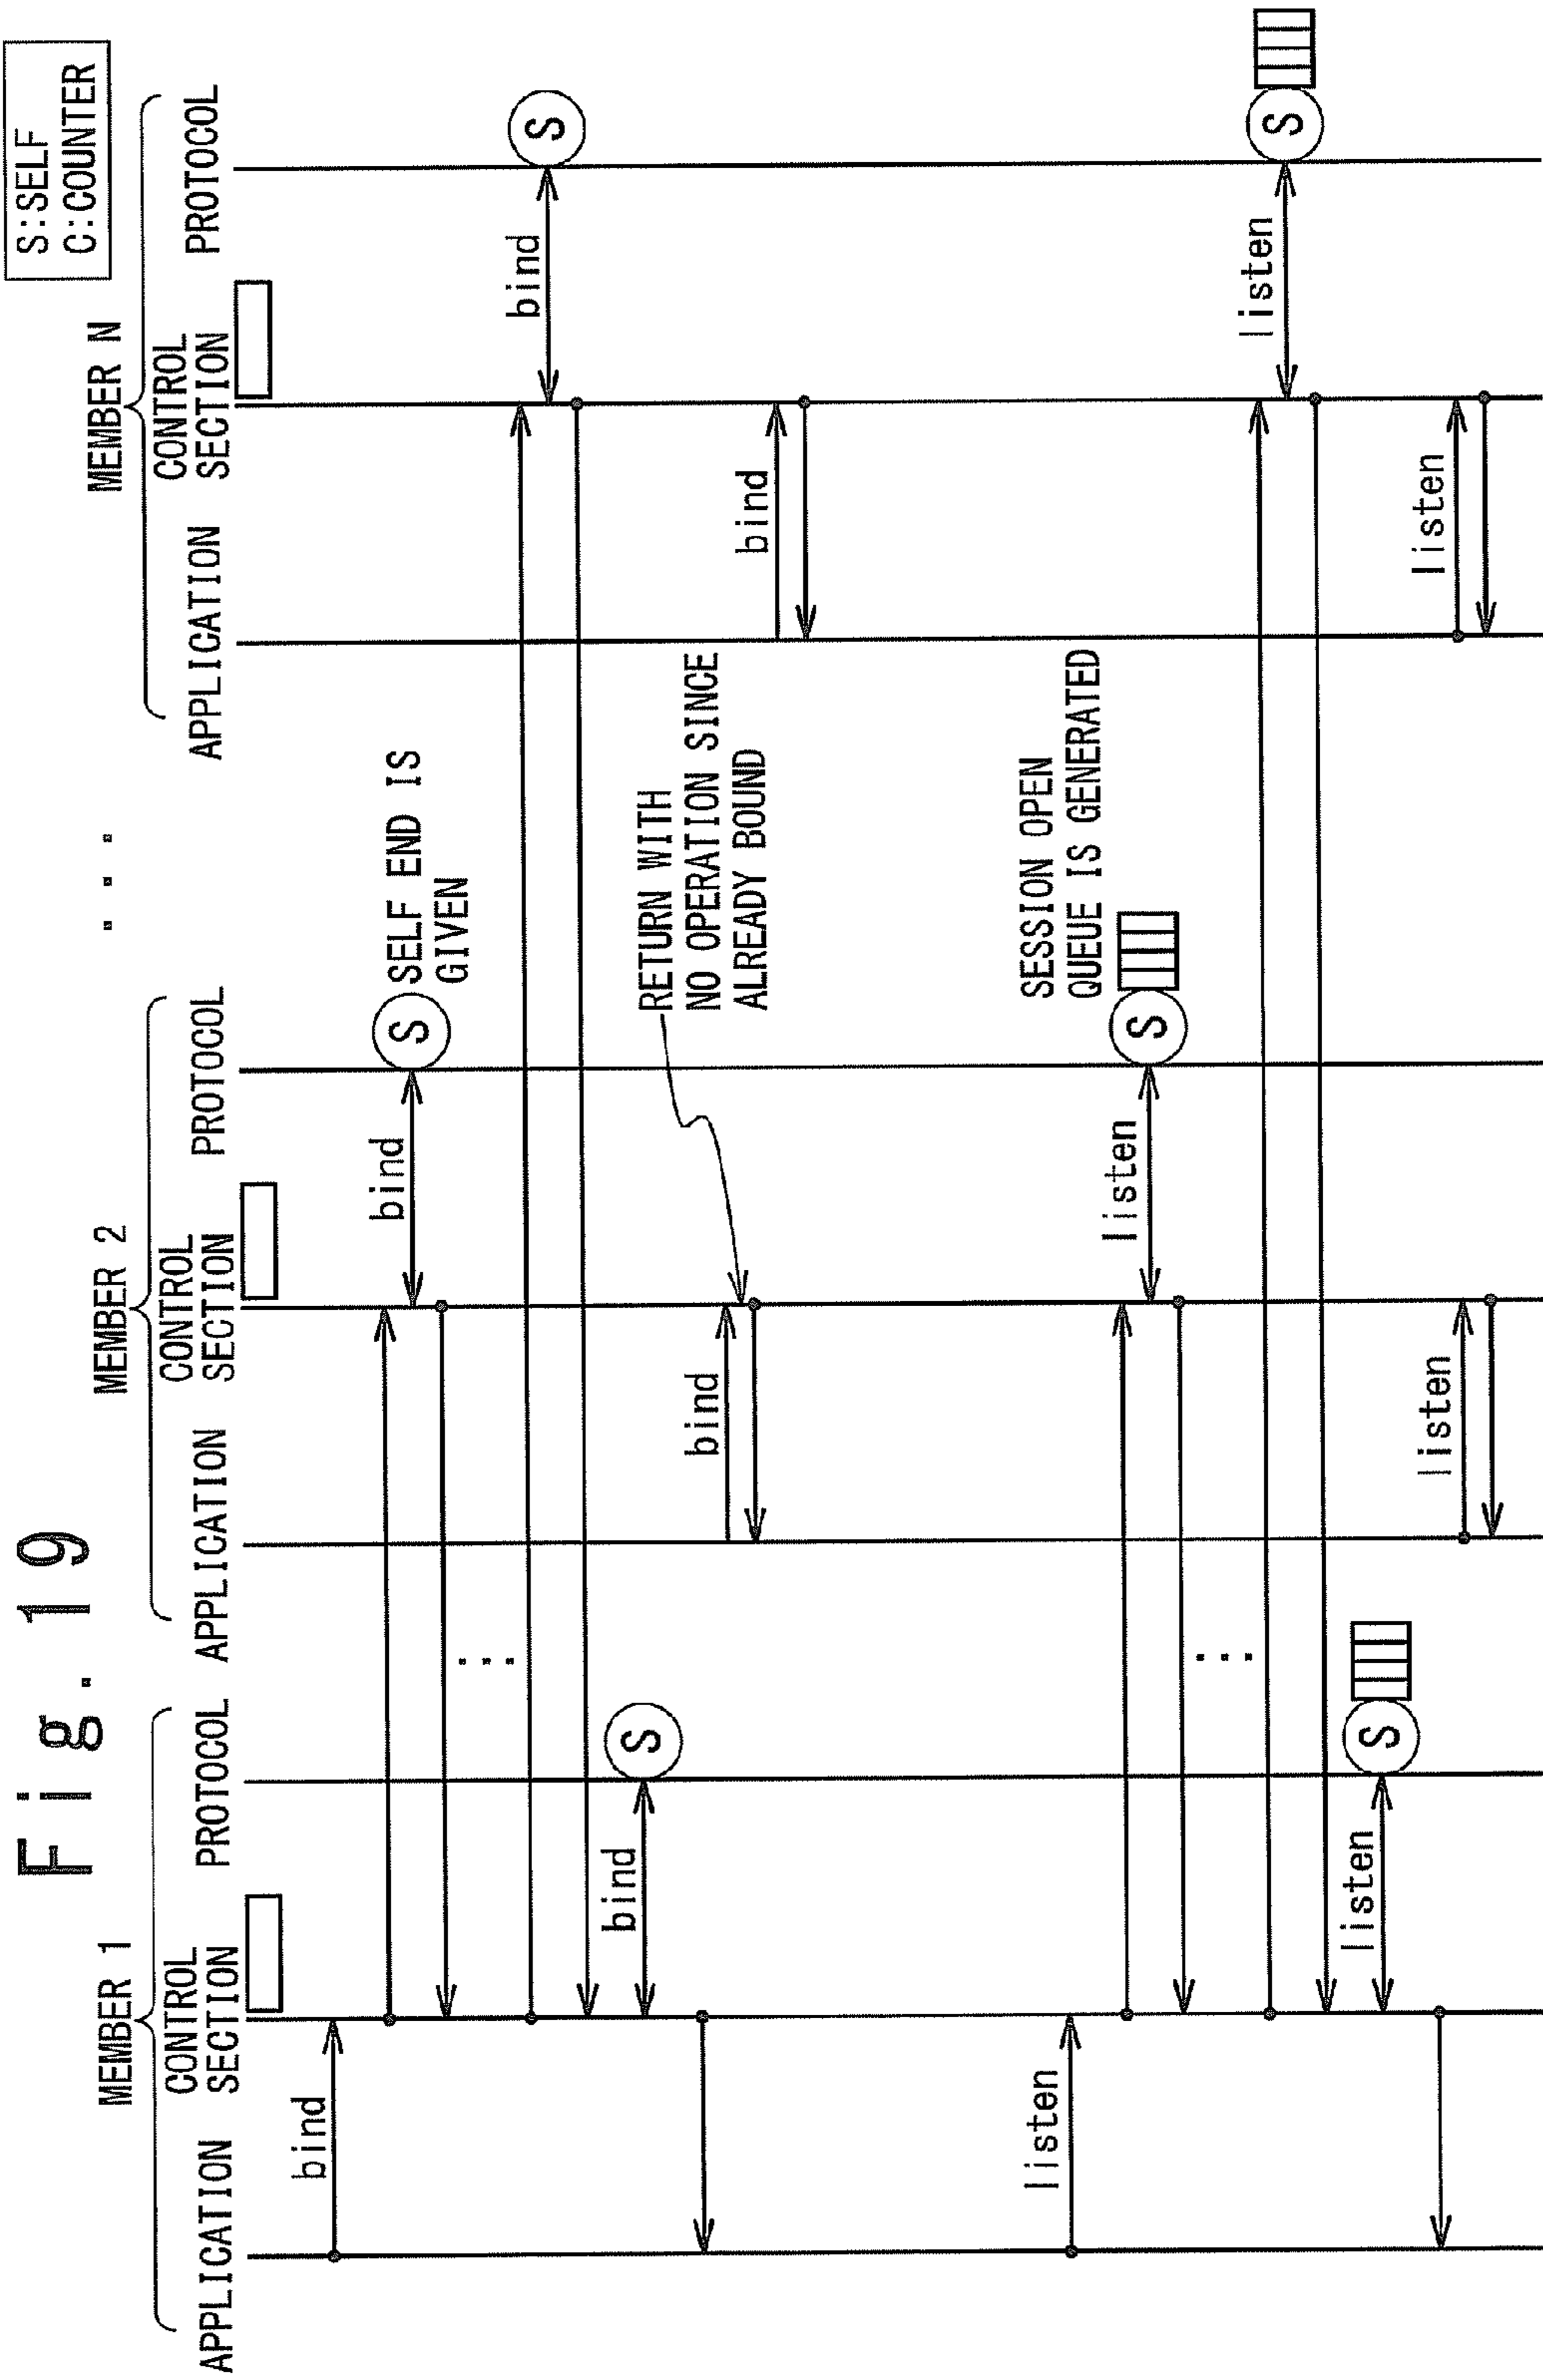 Fig. 19
S:SELF
C:COUNTER
MEMBER 1
MEMBER 2
. . .
MEMBER N
APPLICATION
CONTROL
SECTION
PROTOCOL
APPLICATION
CONTROL
SECTION
PROTOCOL
APPLICATION
CONTROL
SECTION
PROTOCOL
bind
bind
S
SELF END IS
GIVEN
...
bind
S
bind
S
bind
RETURN WITH
NO OPERATION SINCE
ALREADY BOUND
bind
listen
listen
S
SESSION OPEN
QUEUE IS GENERATED
...
listen
S
listen
S
listen
listen